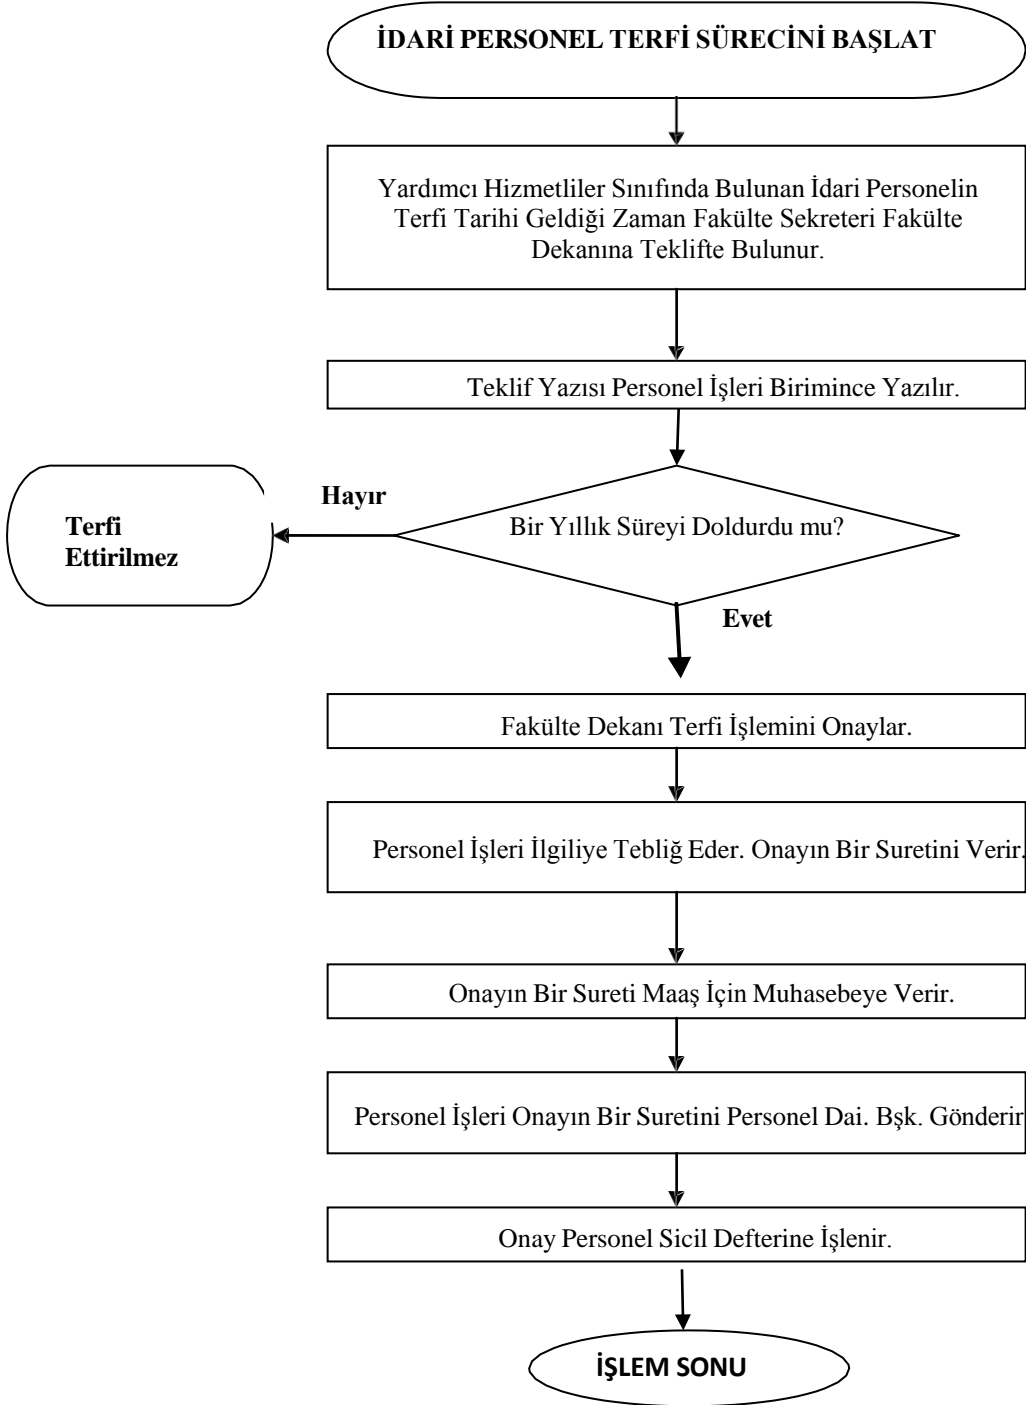 İDARİ PERSONEL TERFİ SÜRECİNİ BAŞLAT
Yardımcı Hizmetliler Sınıfında Bulunan İdari Personelin
Terfi Tarihi Geldiği Zaman Fakülte Sekreteri Fakülte
Dekanına Teklifte Bulunur.
Teklif Yazısı Personel İşleri Birimince Yazılır.
Bir Yıllık Süreyi Doldurdu mu?
Hayır
Terfi
Ettirilmez
Evet
Fakülte Dekanı Terfi İşlemini Onaylar.
Personel İşleri İlgiliye Tebliğ Eder. Onayın Bir Suretini Verir.
Onayın Bir Sureti Maaş İçin Muhasebeye Verir.
Personel İşleri Onayın Bir Suretini Personel Dai. Bşk. Gönderir
Onay Personel Sicil Defterine İşlenir.
İŞLEM SONU